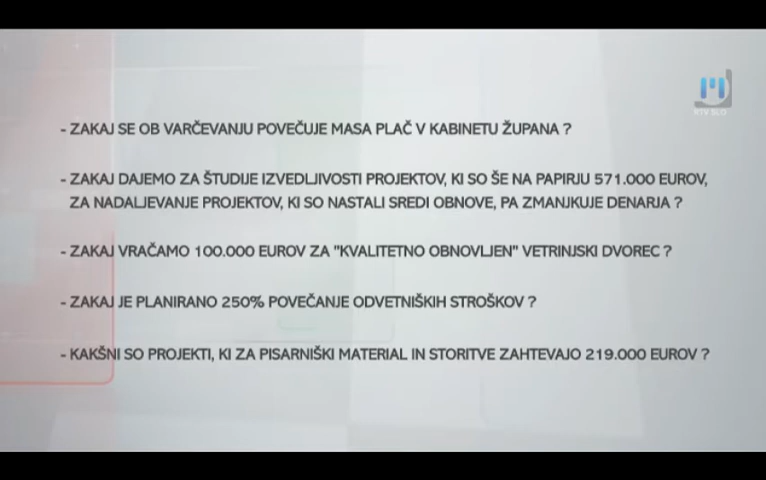 RTV SLO
- ZAKAJ SE OB VARČEVANJU POVEČUJE MASA PLAČ V KABINETU ŽUPANA ?
- ZAKAJ DAJEMO ZA ŠTUDIJE IZVEDLJIVOSTI PROJEKTOV, KI SO ŠE NA PAPIRJU 571.000 EUROV,
ZA NADALJEVANJE PROJEKTOV, KI SO NASTALI SREDI OBNOVE, PA ZMANJKUJE DENARJA ?
- ZAKAJ VRAČAMO 100.000 EUROV ZA "KVALITETNO OBNOVLJEN" VETRINJSKI DVOREC ?
- ZAKAJ JE PLANIRANO 250% POVEČANJE ODVETNIŠKIH STROŠKOV ?
- KAKŠNI SO PROJEKTI, KI ZA PISARNIŠKI MATERIAL IN STORITVE ZAHTEVAJO 219.000 EUROV ?